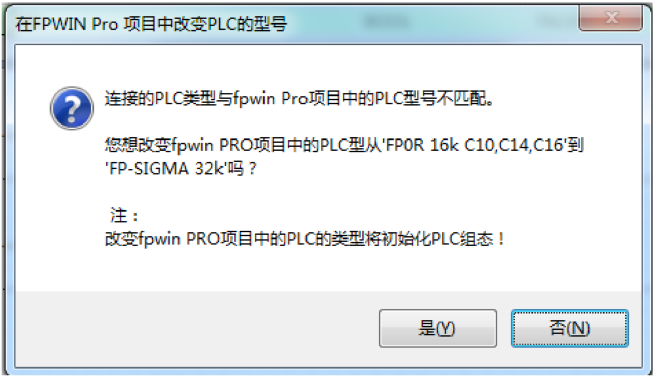 在FPWIN Pro 项目中改变PLC的型号
连接的PLC类型与fpwin Pro项目中的PLC型号不匹配。
您想改变fpwin PRO项目中的PLC型从'FP0R 16k C10,C14,C16'到
'FP-SIGMA 32k'吗？
注：
改变fpwin PRO项目中的PLC的类型将初始化PLC组态！
是(Y)
否(N)